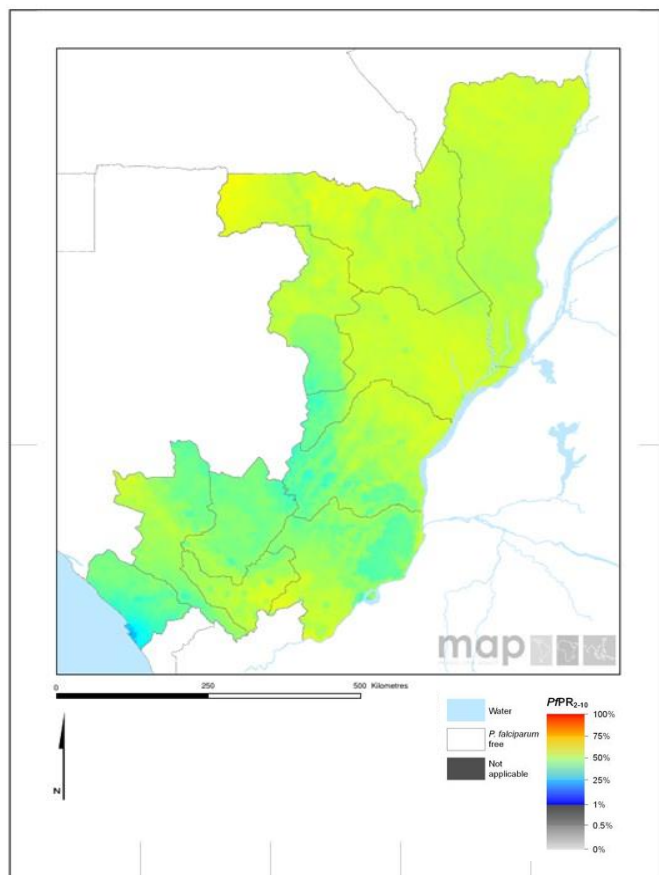 map
0
250
500 Kilometres
N
Water
P. falciparum
free
Not
applicable
PfPR2-10
100%
75%
50%
25%
1%
0.5%
0%